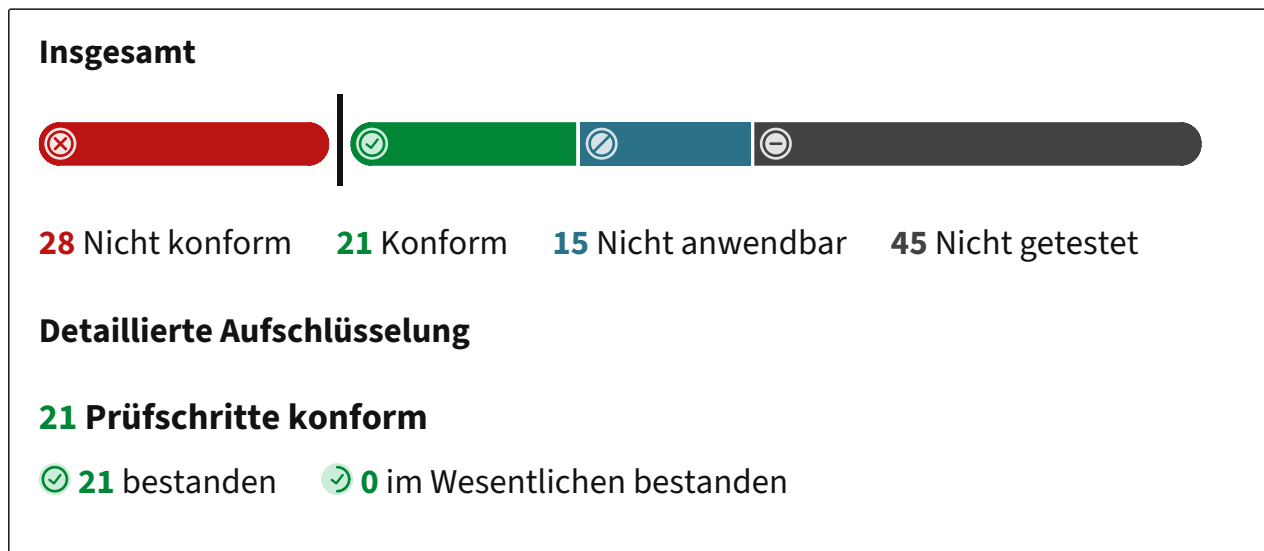 Insgesamt
28 Nicht konform 21 Konform 15 Nicht anwendbar 45 Nicht getestet
Detaillierte Aufschlüsselung
21 Prüfschritte konform
21 bestanden 0 im Wesentlichen bestanden